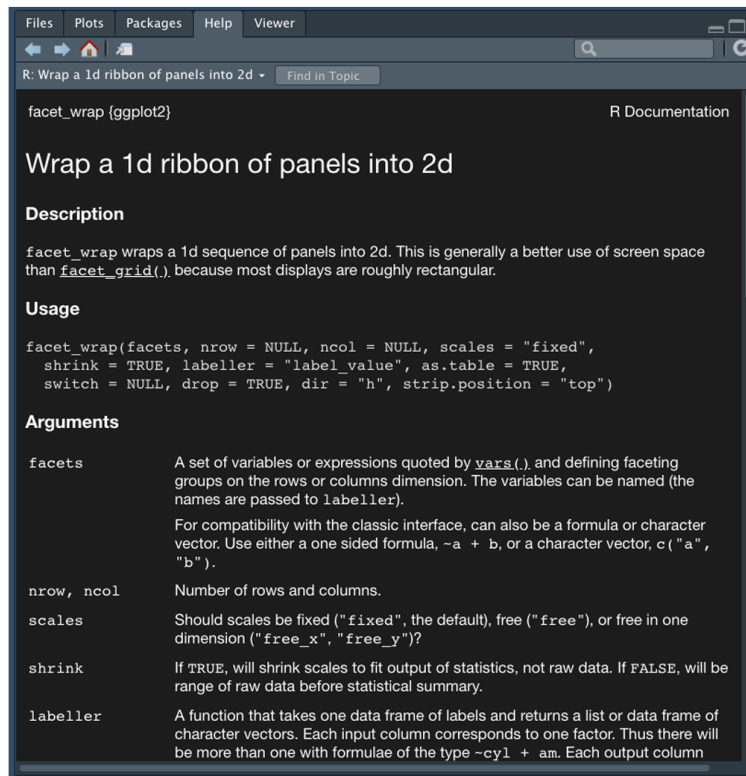 Files Plots Packages Help Viewer
R: Wrap a 1d ribbon of panels into 2d Find in Topic
facet_wrap {ggplot2} R Documentation
Wrap a 1d ribbon of panels into 2d
Description
facet_wrap wraps a 1d sequence of panels into 2d. This is generally a better use of screen space
than facet_grid() because most displays are roughly rectangular.
Usage
facet_wrap(facets, nrow = NULL, ncol = NULL, scales = "fixed",
shrink = TRUE, labeller = "label_value", as.table = TRUE,
switch = NULL, drop = TRUE, dir = "h", strip.position = "top")
Arguments
facets A set of variables or expressions quoted by vars() and defining faceting
groups on the rows or columns dimension. The variables can be named (the
names are passed to labeller).
For compatibility with the classic interface, can also be a formula or character
vector. Use either a one sided formula, ~a + b, or a character vector, c("a",
"b").
nrow, ncol Number of rows and columns.
scales Should scales be fixed ("fixed", the default), free ("free"), or free in one
dimension ("free_x", "free_y")?
shrink If TRUE, will shrink scales to fit output of statistics, not raw data. If FALSE, will be
range of raw data before statistical summary.
labeller A function that takes one data frame of labels and returns a list or data frame of
character vectors. Each input column corresponds to one factor. Thus there will
be more than one with formulae of the type ~cyl + am. Each output column